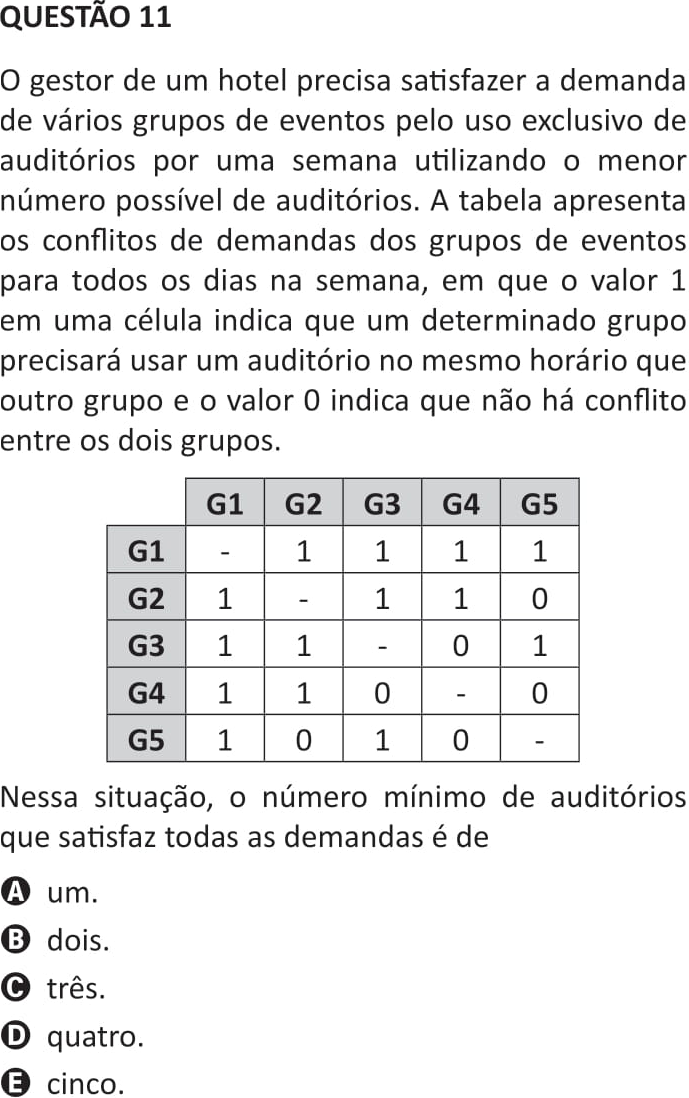 QUESTÃO 11
O gestor de um hotel precisa satisfazer a demanda
de vários grupos de eventos pelo uso exclusivo de
auditórios por uma semana utilizando o menor
número possível de auditórios. A tabela apresenta
os conflitos de demandas dos grupos de eventos
para todos os dias na semana, em que o valor 1
em uma célula indica que um determinado grupo
precisará usar um auditório no mesmo horário que
outro grupo e o valor 0 indica que não há conflito
entre os dois grupos.
G1 G2 G3 G4 G5
G1 - 1 1 1 1
G2 1 - 1 1 0
G3 1 1 - 0 1
G4 1 1 0 - 0
G5 1 0 1 0 -
Nessa situação, o número mínimo de auditórios
que satisfaz todas as demandas é de
A um.
B dois.
C três.
D quatro.
E cinco.